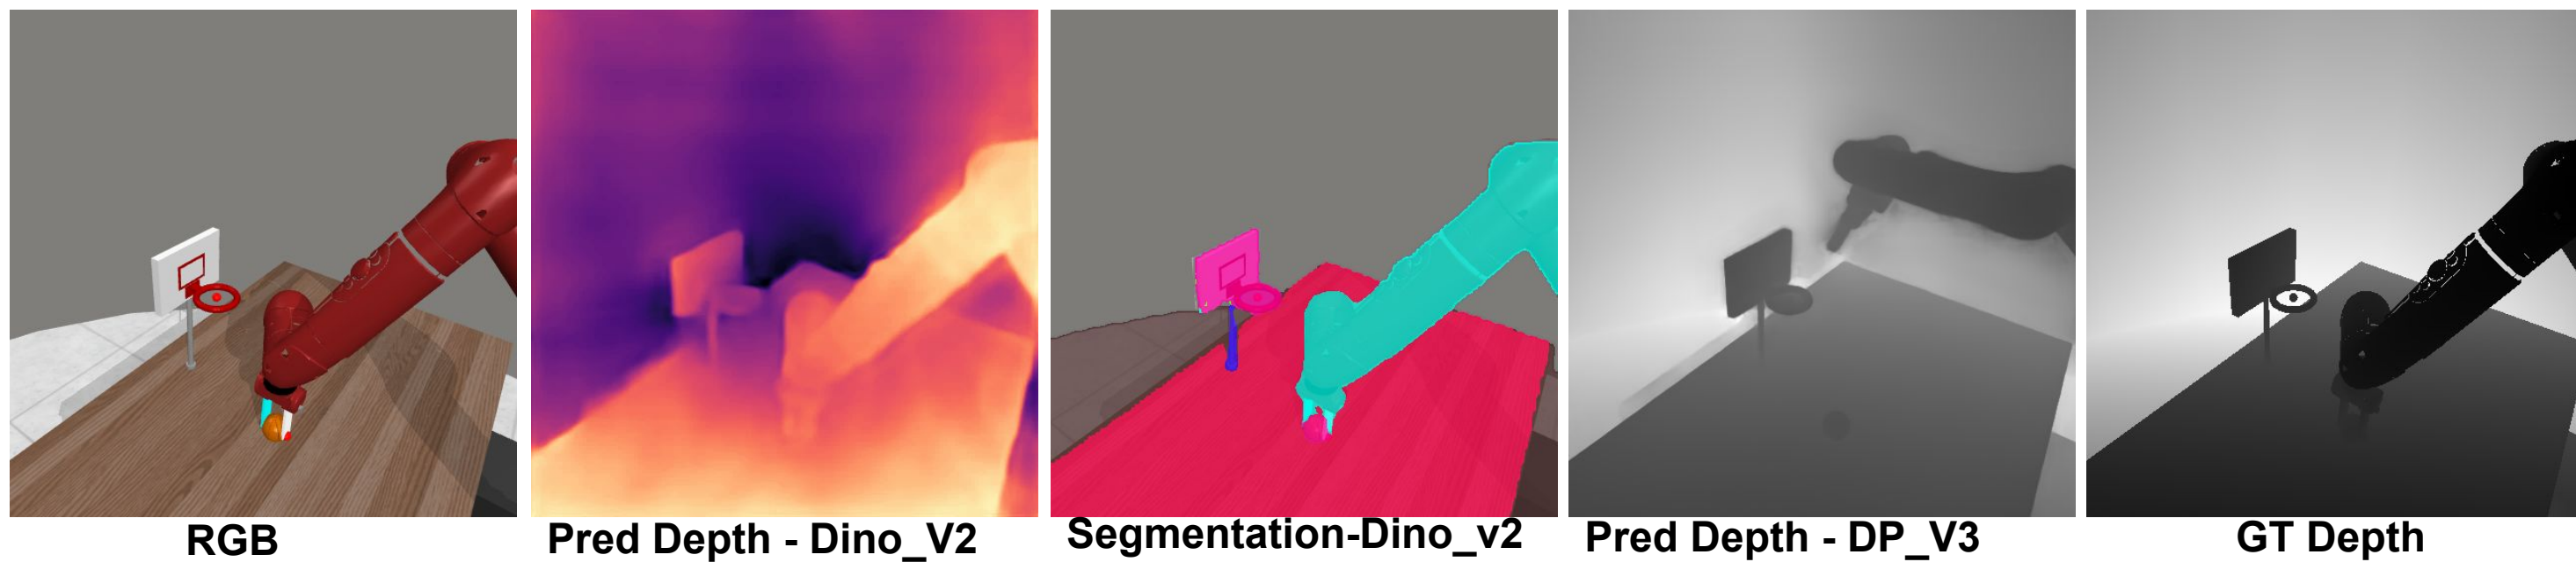 RGB
Pred Depth - Dino_V2
Segmentation-Dino_v2
Pred Depth - DP_V3
GT Depth